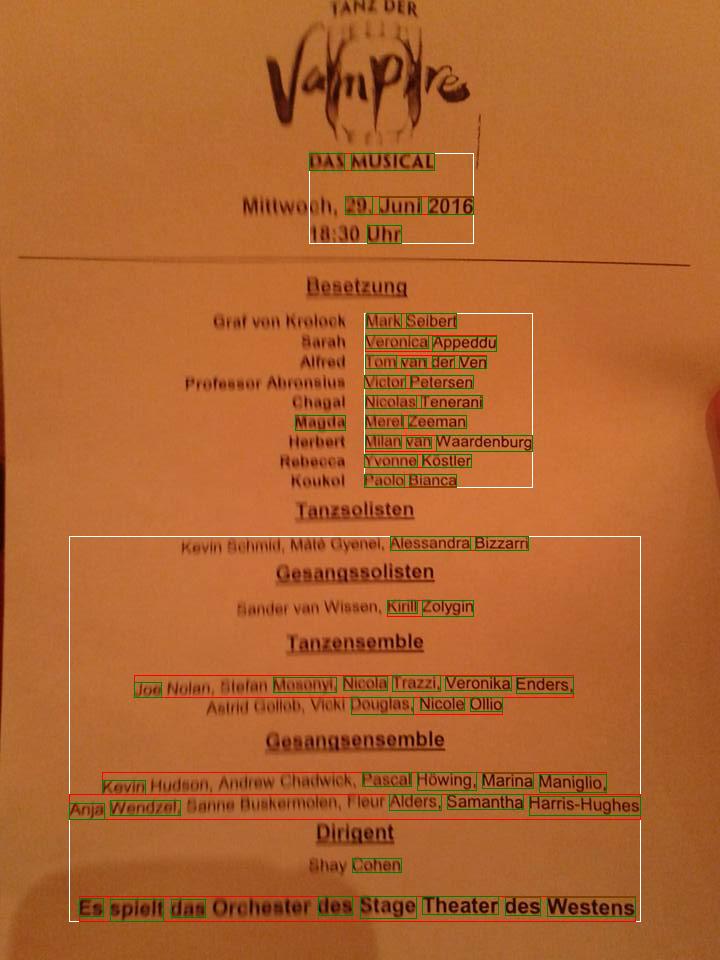 TANZ DER
Vampire
DAS MUSICAL
Mittwoch, 29. Juni 2016
18:30 Uhr
Besetzung
Graf von Krolock Mark Seibert
Sarah Veronica Appeddu
Alfred Tom van der Ven
Professor Abronsius Victor Petersen
Chagal Nicolas Tenerani
Magda Merel Zeeman
Herbert Milan van Waardenburg
Rebecca Yvonne Köstler
Koukol Paolo Bianca
Tanzsolisten
Kevin Schmid, Máté Gyenei, Alessandra Bizzarri
Gesangssolisten
Sander van Wissen, Kirill Zolygin
Tanzensemble
Joe Nolan, Stefan Mosonyi, Nicola Trazzi, Veronika Enders,
Astrid Gollob, Vicki Douglas, Nicole Ollio
Gesangsensemble
Kevin Hudson, Andrew Chadwick, Pascal Höwing, Marina Maniglio,
Anja Wendzel, Sanne Buskermolen, Fleur Alders, Samantha Harris-Hughes
Dirigent
Shay Cohen
Es spielt das Orchester des Stage Theater des Westens